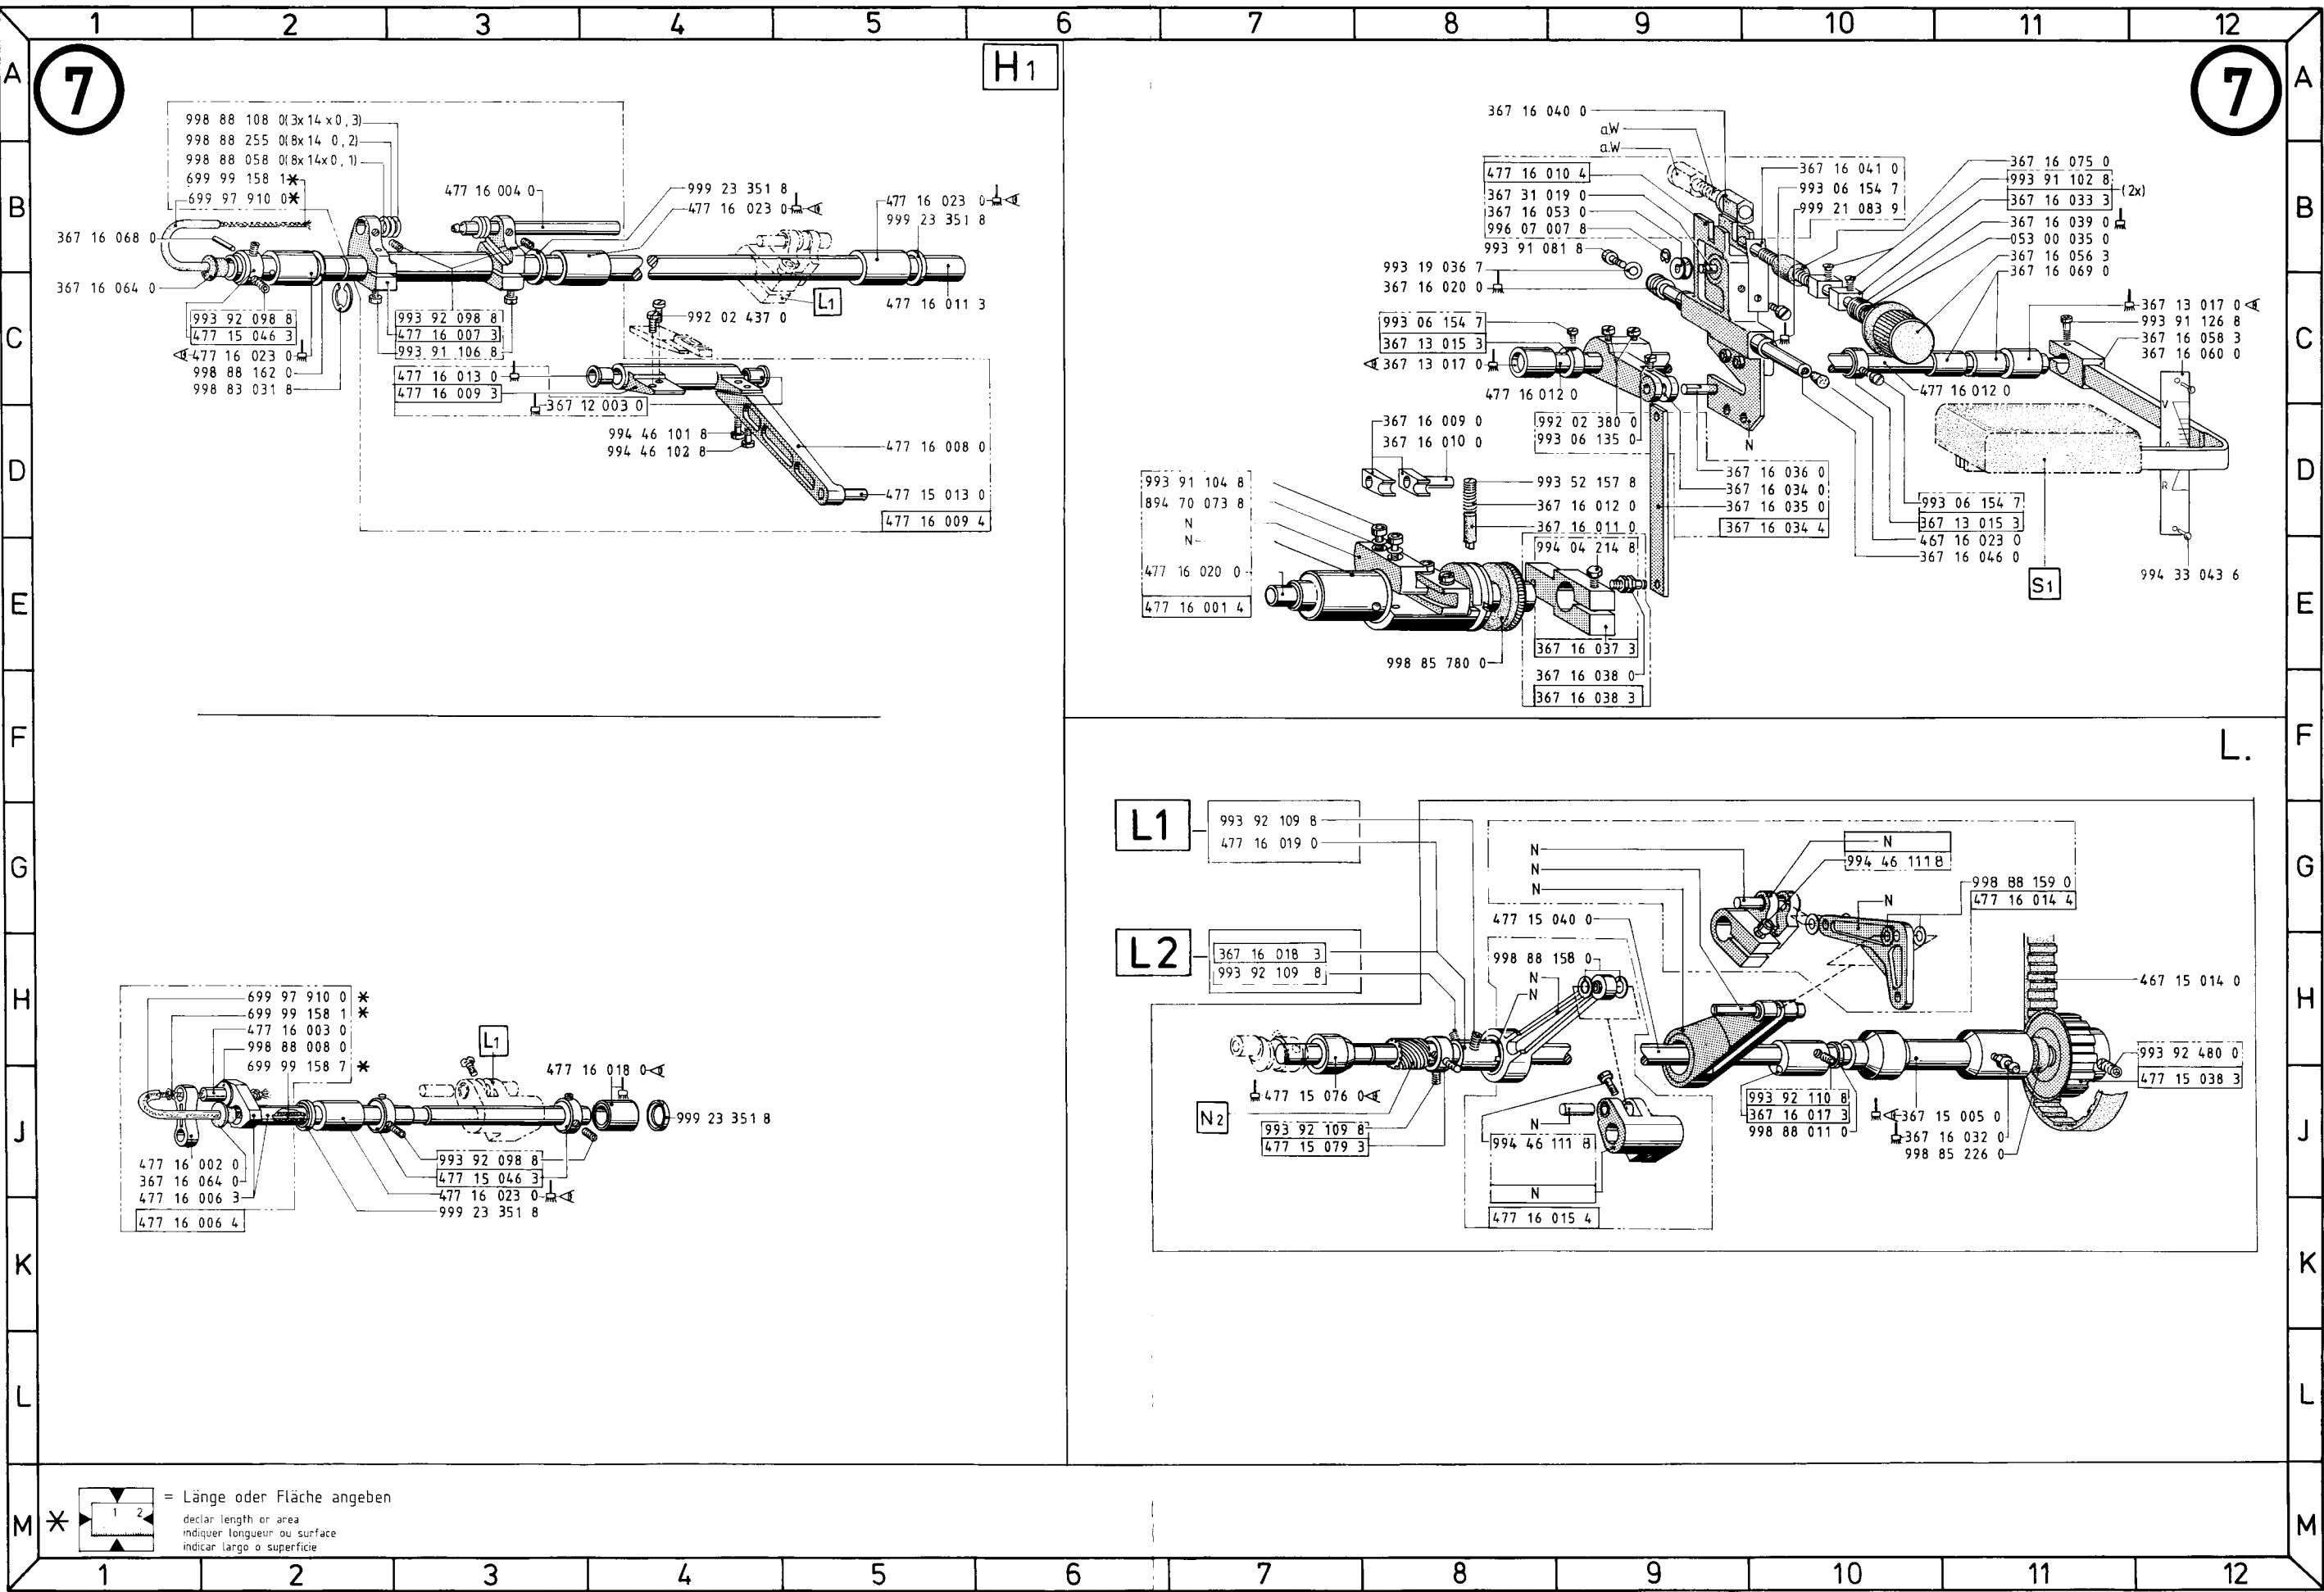 1 2 3 4 5 6 7 8 9 10 11 12
A
7
H1
7
A
998 88 108 0(3x14x0,3)
998 88 255 0(8x14 0,2)
998 88 058 0(8x14x0,1)
699 99 158 1*
699 97 910 0*
367 16 068 0
367 16 064 0
B
477 16 004 0
999 23 351 8
477 16 023 0
477 16 023 0
999 23 351 8
L1
477 16 011 3
C
993 92 098 8
477 15 046 3
477 16 023 0
998 88 162 0
998 83 031 8
993 92 098 8
477 16 007 3
993 91 106 8
992 02 437 0
477 16 013 0
477 16 009 3
367 12 003 0
D
994 46 101 8
994 46 102 8
477 16 008 0
477 15 013 0
477 16 009 4
367 16 040 0
a.W
a.W
477 16 010 4
367 31 019 0
367 16 053 0
996 07 007 8
993 91 081 8
993 19 036 7
367 16 020 0
367 16 041 0
993 06 154 7
999 21 083 9
367 16 075 0
993 91 102 8
367 16 033 3
(2x)
367 16 039 0
053 00 035 0
367 16 056 3
367 16 069 0
B
993 06 154 7
367 13 015 3
367 13 017 0
477 16 012 0
367 13 017 0
993 91 126 8
367 16 058 3
367 16 060 0
C
477 16 012 0
367 16 009 0
367 16 010 0
992 02 380 0
993 06 135 0
N
V
0
R
D
993 91 104 8
894 70 073 8
N
N
477 16 020 0
477 16 001 4
993 52 157 8
367 16 012 0
367 16 011 0
367 16 036 0
367 16 034 0
367 16 035 0
367 16 034 4
993 06 154 7
367 13 015 3
467 16 023 0
367 16 046 0
E
994 04 214 8
367 16 037 3
998 85 780 0
367 16 038 0
367 16 038 3
S1
994 33 043 6
E
F
L.
F
L1
993 92 109 8
477 16 019 0
G
N
N
N
477 15 040 0
N
994 46 111 8
998 88 159 0
477 16 014 4
N
G
L2
367 16 018 3
993 92 109 8
998 88 158 0
N
N
467 15 014 0
H
699 97 910 0 *
699 99 158 1 *
477 16 003 0
998 88 008 0
699 99 158 7 *
L1
477 16 018 0
999 23 351 8
H
477 15 076 0
N2
993 92 109 8
477 15 079 3
N
994 46 111 8
N
477 16 015 4
993 92 110 8
367 16 017 3
998 88 011 0
993 92 480 0
477 15 038 3
367 15 005 0
367 16 032 0
998 85 226 0
J
477 16 002 0
367 16 064 0
477 16 006 3
477 16 006 4
993 92 098 8
477 15 046 3
477 16 023 0
999 23 351 8
J
K
K
L
L
M
* 1 2 = Länge oder Fläche angeben
declar length or area
indiquer longueur ou surface
indicar largo o superficie
M
1 2 3 4 5 6 7 8 9 10 11 12